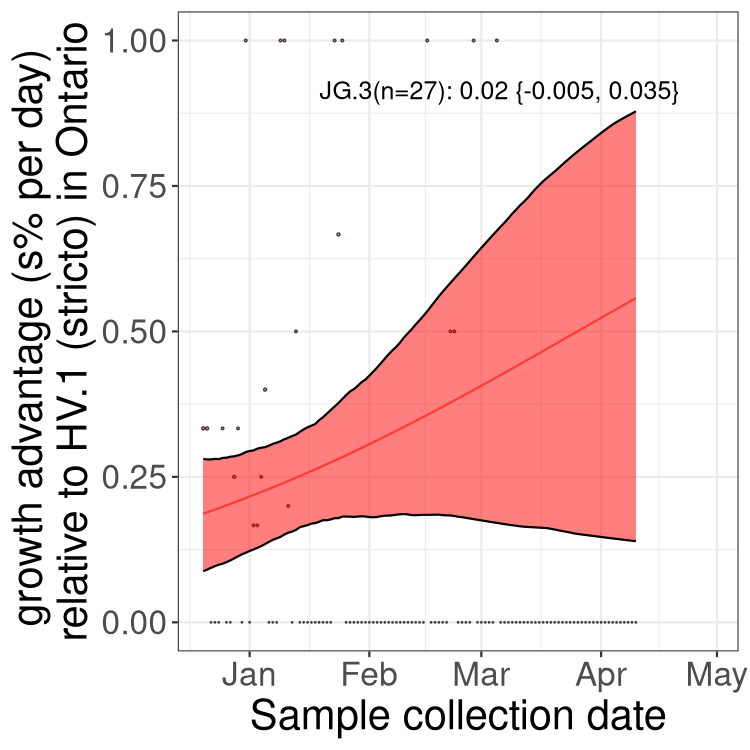 growth advantage (s% per day)
relative to HV.1 (stricto) in Ontario
1.00
0.75
0.50
0.25
0.00
JG.3(n=27): 0.02 {-0.005, 0.035}
Jan
Feb
Mar
Apr
May
Sample collection date